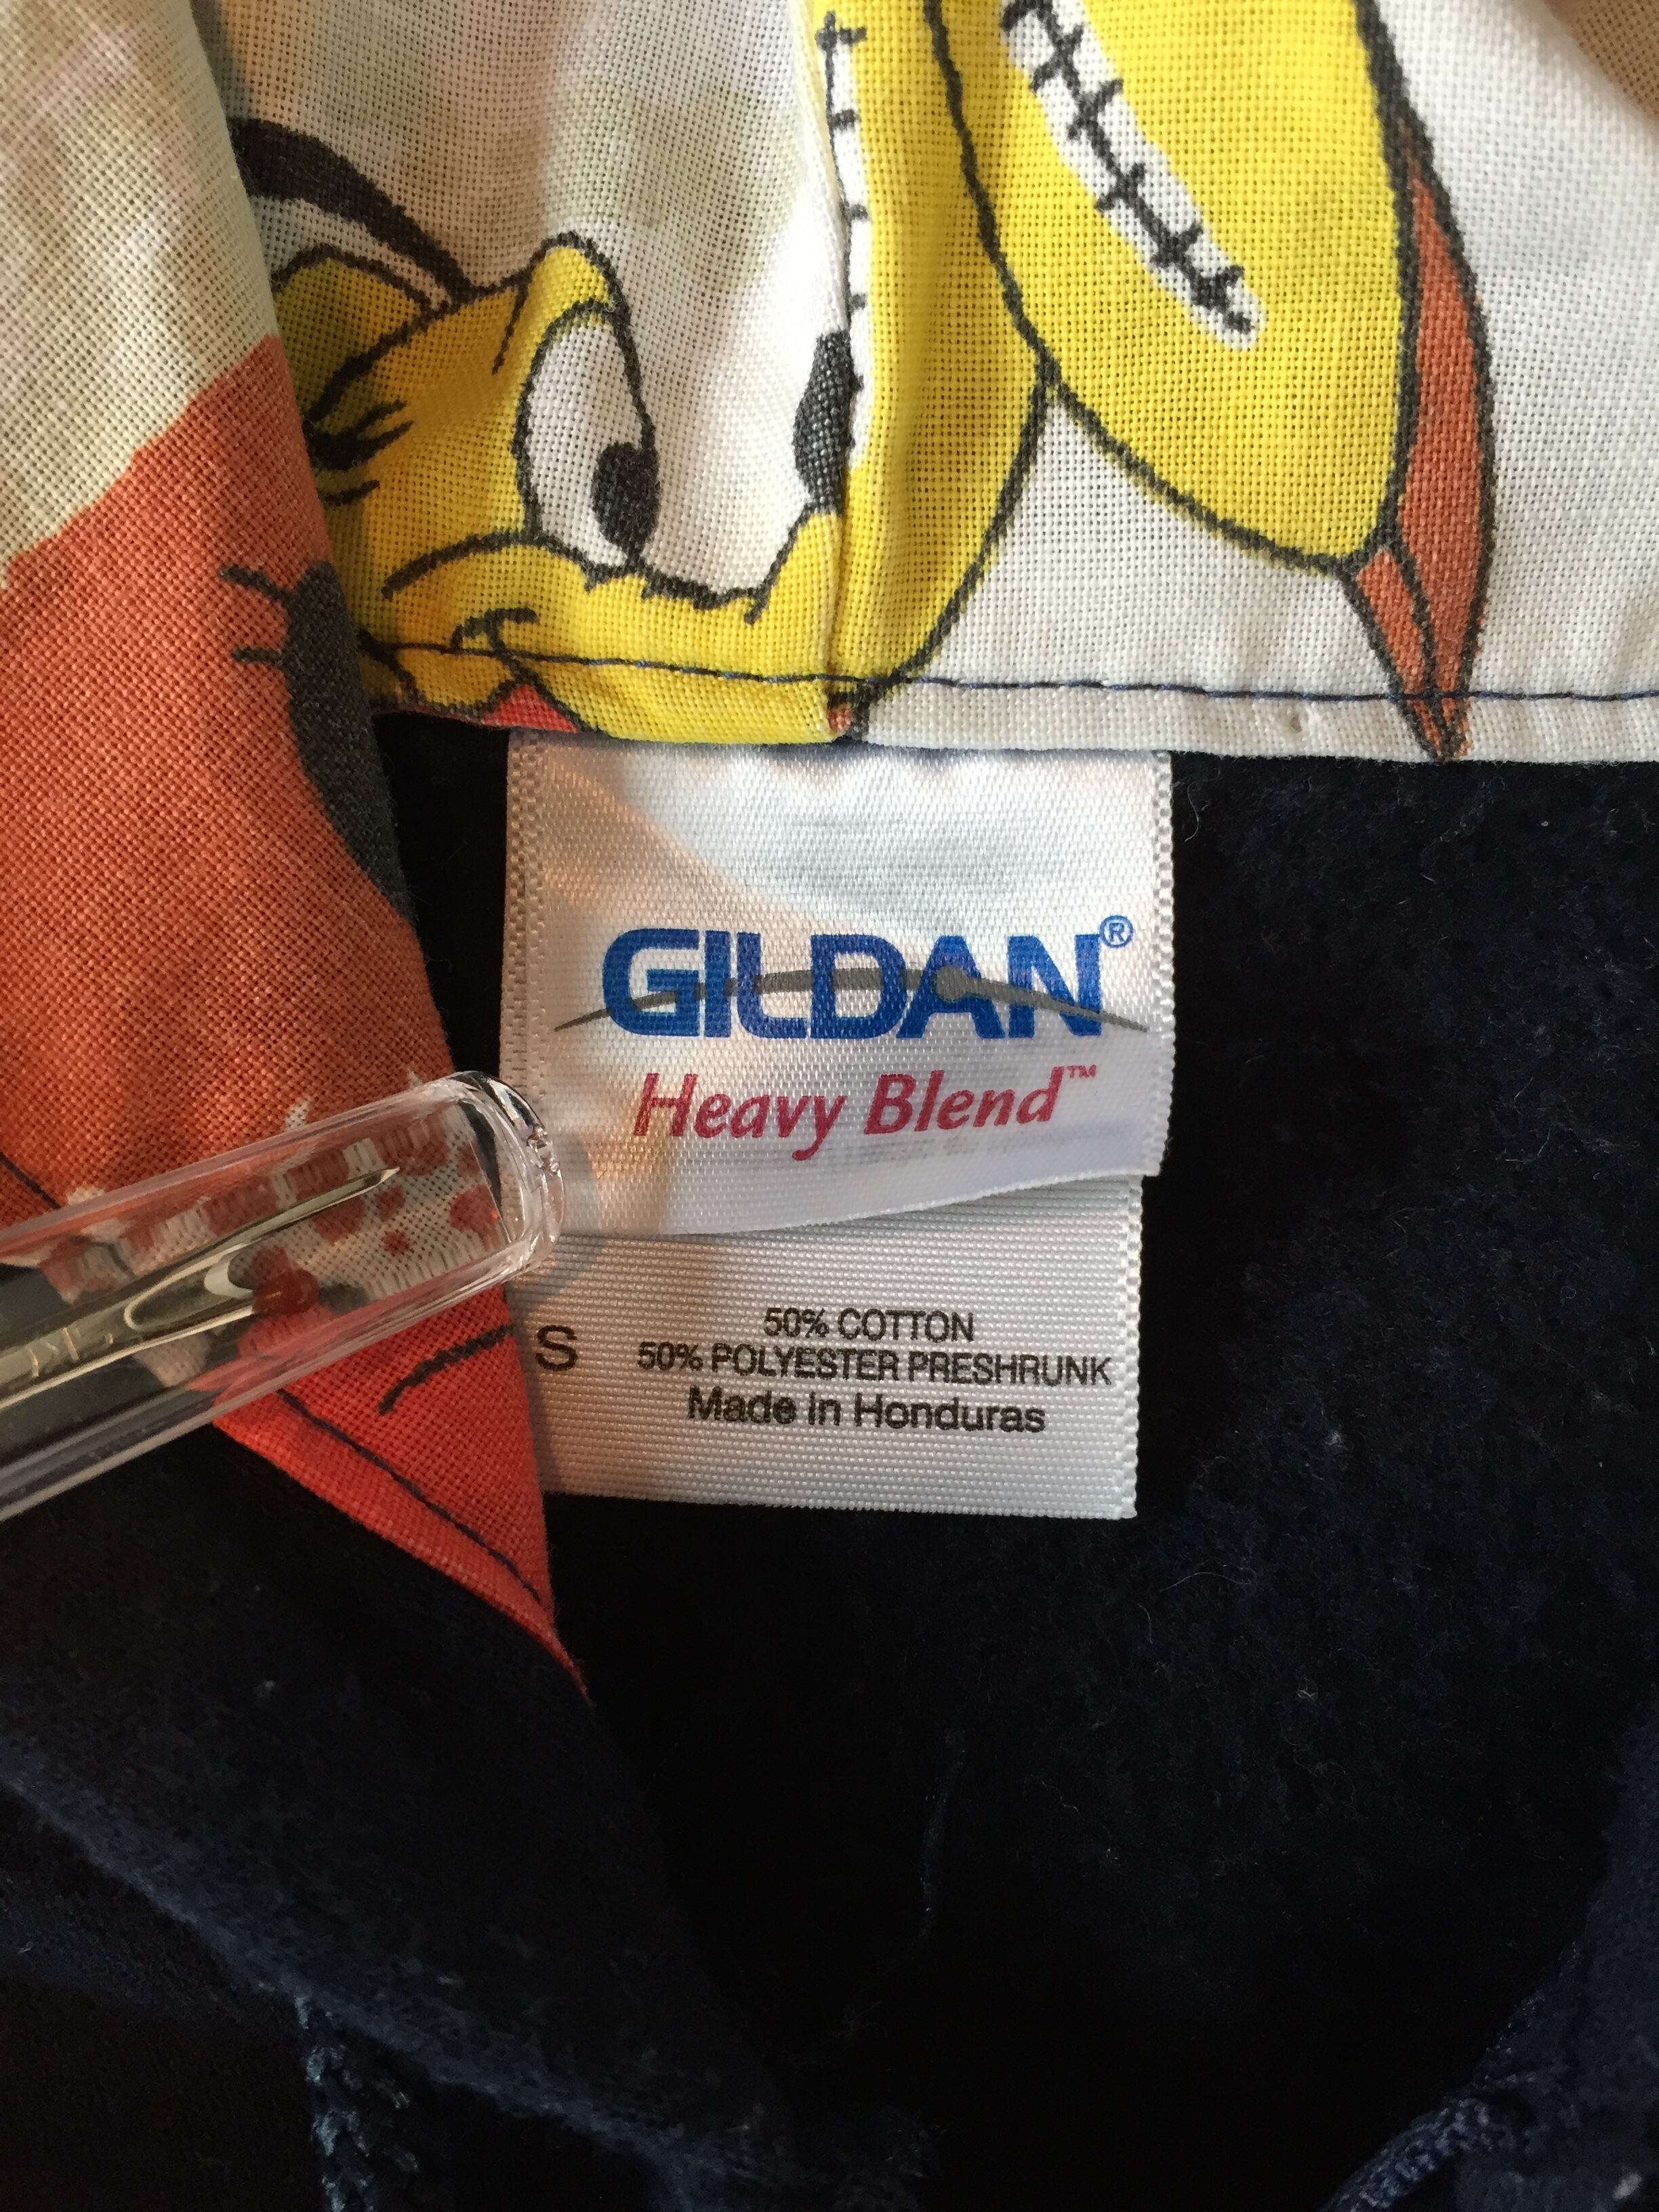 GILDAN®
Heavy Blend™
50% COTTON
S 50% POLYESTER PRESHRUNK
Made in Honduras